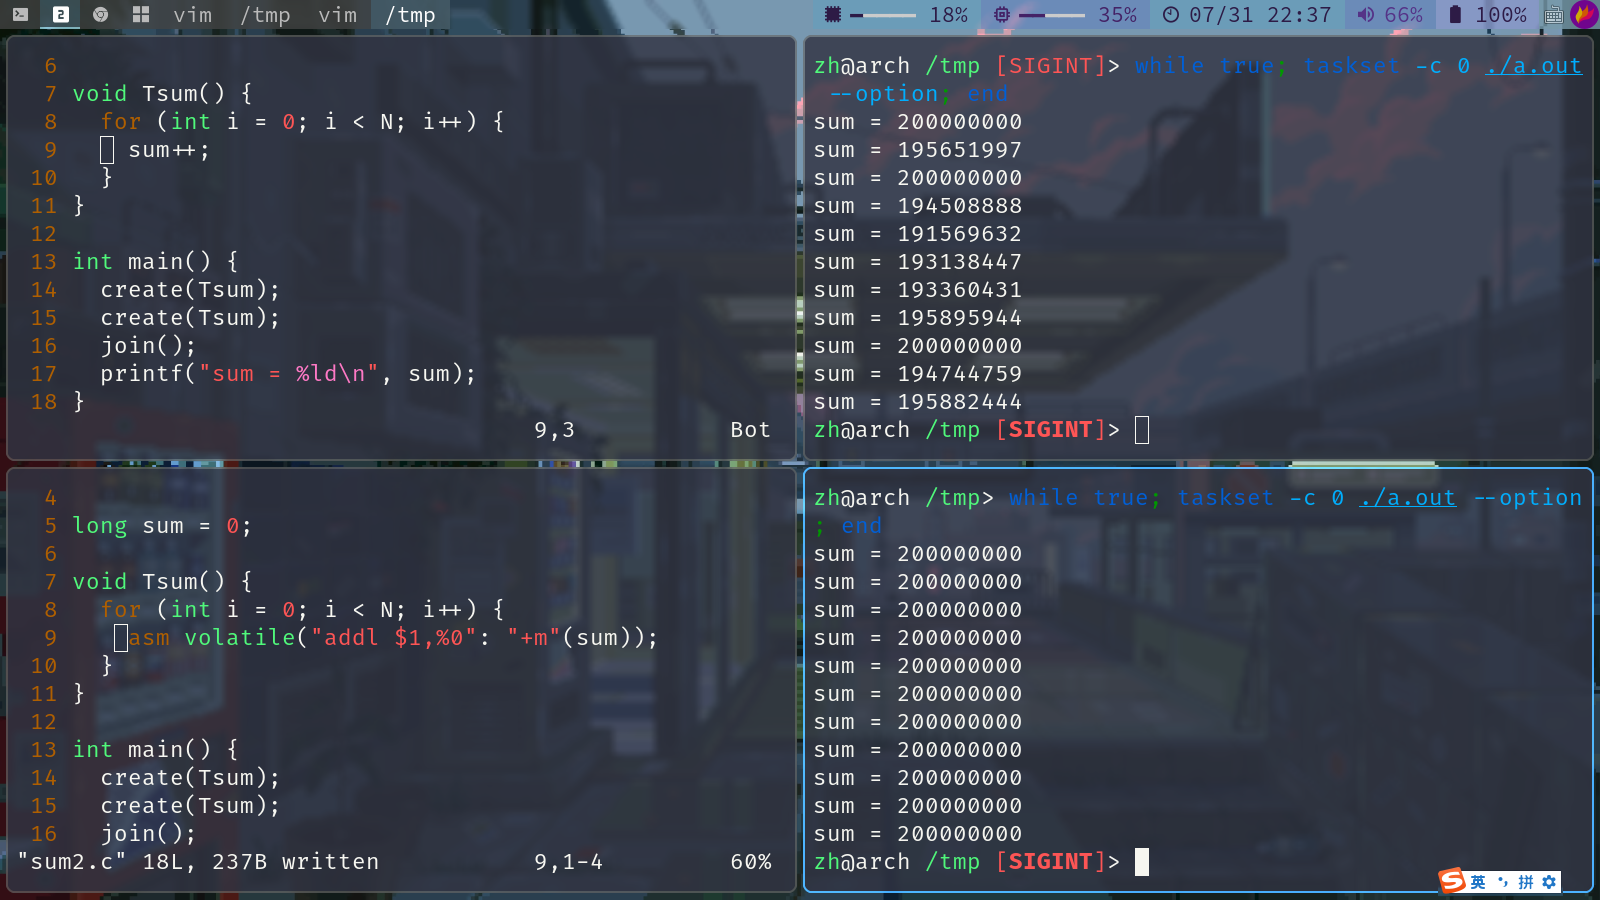 2 vim /tmp vim /tmp 18% 35% 07/31 22:37 66% 100%
6
7 void Tsum() {
8   for (int i = 0; i < N; i++) {
9     sum++;
10   }
11 }
12
13 int main() {
14   create(Tsum);
15   create(Tsum);
16   join();
17   printf("sum = %ld\n", sum);
18 }
9,3 Bot
zh@arch /tmp [SIGINT]> while true; taskset -c 0 ./a.out
--option; end
sum = 200000000
sum = 195651997
sum = 200000000
sum = 194508888
sum = 191569632
sum = 193138447
sum = 193360431
sum = 195895944
sum = 200000000
sum = 194744759
sum = 195882444
zh@arch /tmp [SIGINT]>
4
5 long sum = 0;
6
7 void Tsum() {
8   for (int i = 0; i < N; i++) {
9     asm volatile("addl $1,%0": "+m"(sum));
10   }
11 }
12
13 int main() {
14   create(Tsum);
15   create(Tsum);
16   join();
"sum2.c" 18L, 237B written 9,1-4 60%
zh@arch /tmp> while true; taskset -c 0 ./a.out --option
; end
sum = 200000000
sum = 200000000
sum = 200000000
sum = 200000000
sum = 200000000
sum = 200000000
sum = 200000000
sum = 200000000
sum = 200000000
sum = 200000000
sum = 200000000
zh@arch /tmp [SIGINT]>
S 英 •, 拼